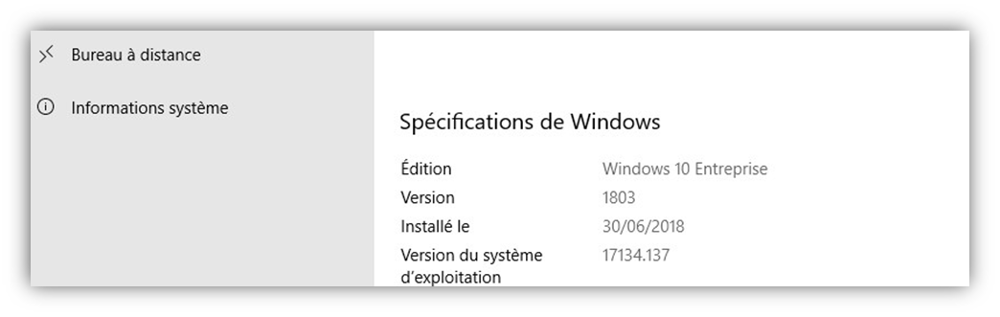 Bureau à distance
Informations système
Spécifications de Windows
Édition Windows 10 Entreprise
Version 1803
Installé le 30/06/2018
Version du système 17134.137
d’exploitation